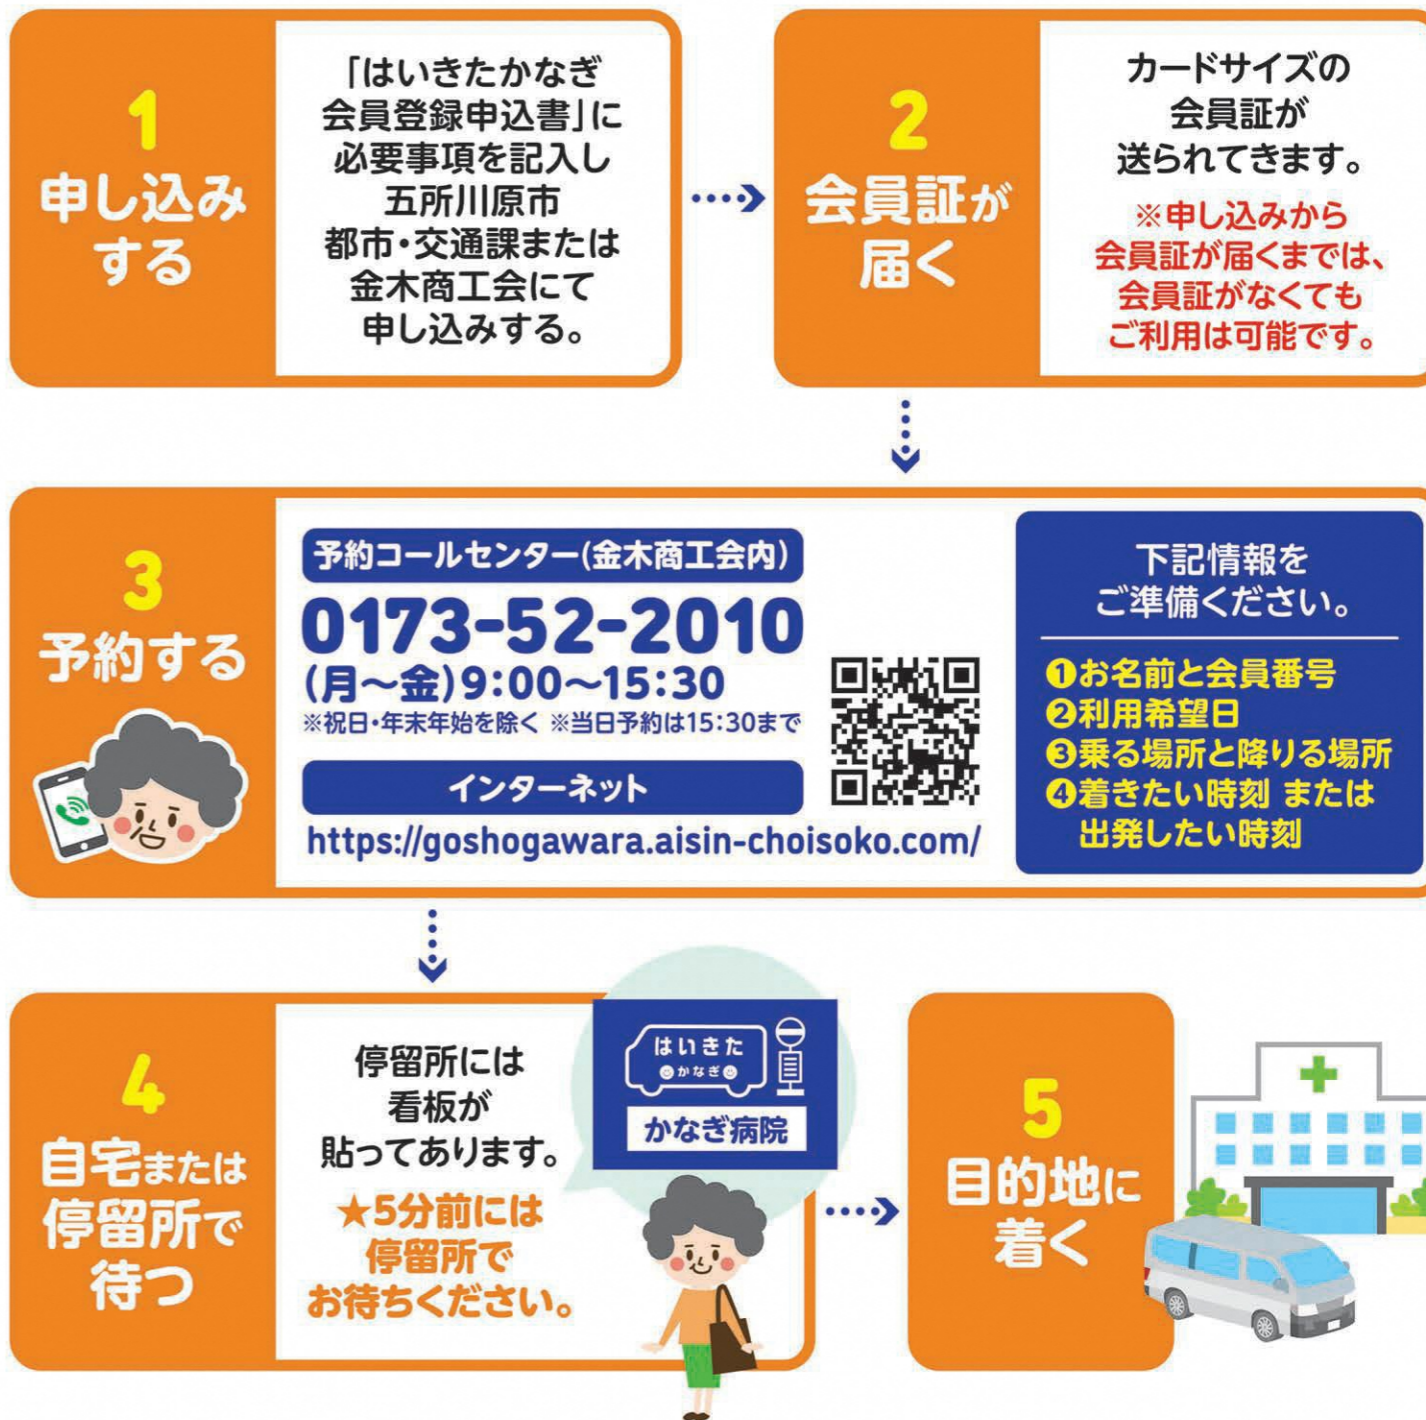 1
申し込み
する
「はいきたかなぎ
会員登録申込書」に
必要事項を記入し
五所川原市
都市・交通課または
金木商工会にて
申し込みする。
2
会員証が
届く
カードサイズの
会員証が
送られてきます。
※申し込みから
会員証が届くまでは、
会員証がなくても
ご利用は可能です。
3
予約する
予約コールセンター(金木商工会内)
0173-52-2010
(月～金)9:00～15:30
※祝日・年末年始を除く ※当日予約は15:30まで
インターネット
https://goshogawara.aisin-choisoko.com/
下記情報を
ご準備ください。
❶お名前と会員番号
❷利用希望日
❸乗る場所と降りる場所
❹着きたい時刻 または
出発したい時刻
4
自宅または
停留所で
待つ
停留所には
看板が
貼ってあります。
★5分前には
停留所で
お待ちください。
はいきた
かなぎ
かなぎ病院
5
目的地に
着く